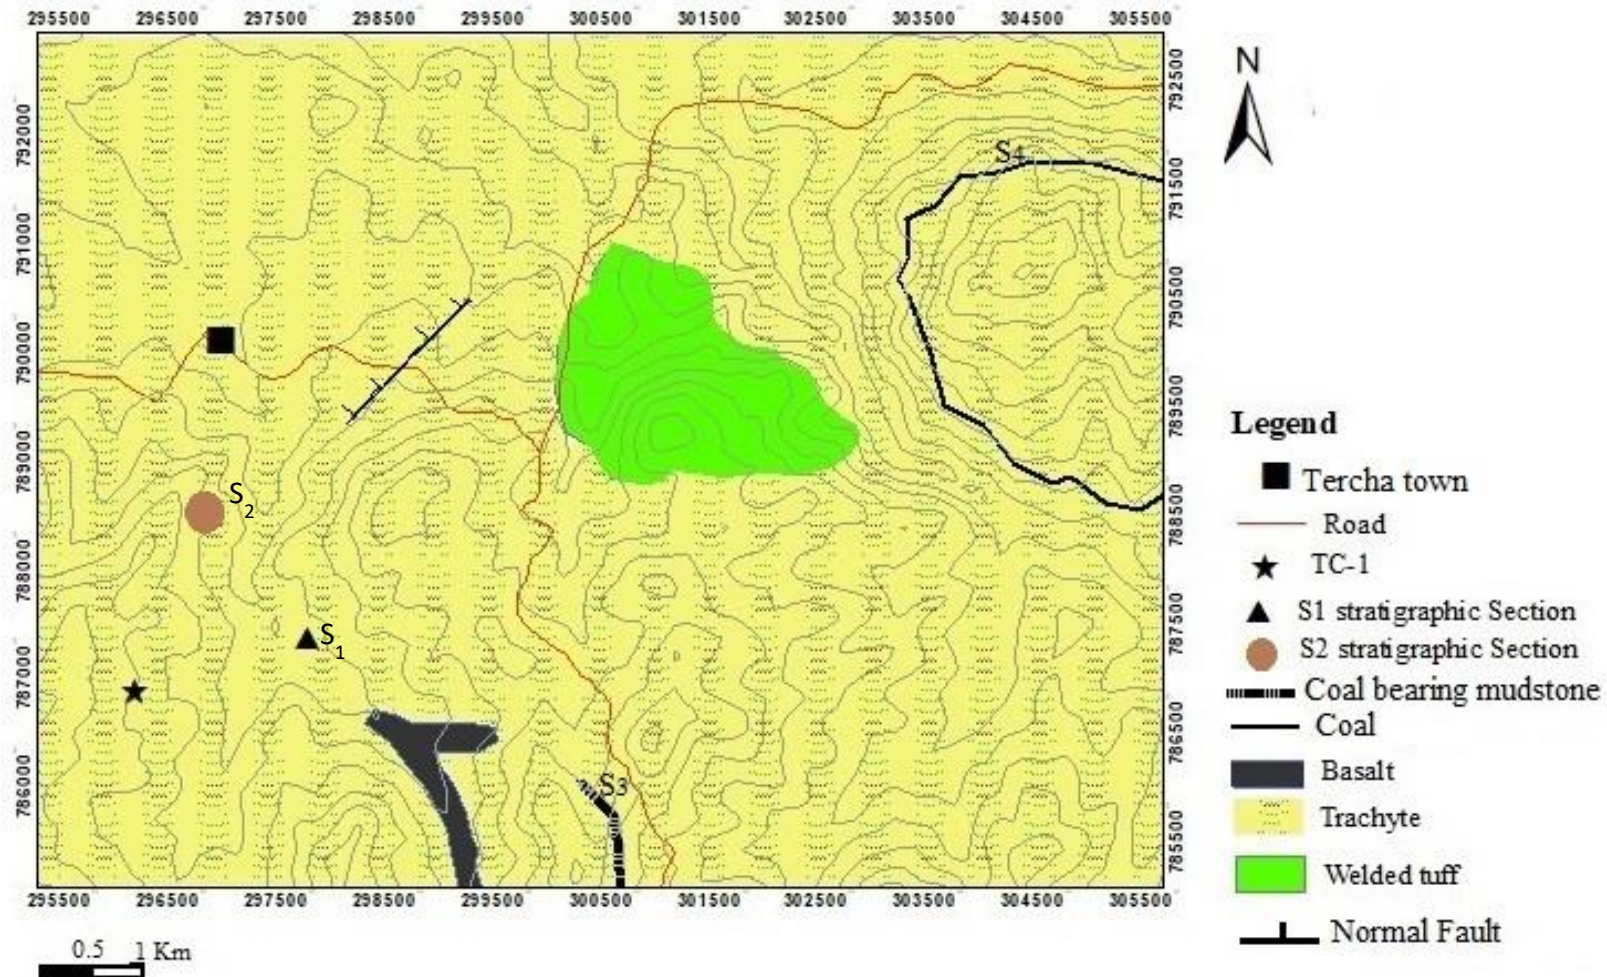 295500 296500 297500 298500 299500 300500 301500 302500 303500 304500 305500
792000
791000
790000
789000
788000
787000
786000
792500
791500
790500
789500
788500
787500
786500
785500
S4
S2
S1
S3
295500 296500 297500 298500 299500 300500 301500 302500 303500 304500 305500
0.5 1 Km
N
Legend
Tercha town
Road
TC-1
S1 stratigraphic Section
S2 stratigraphic Section
Coal bearing mudstone
Coal
Basalt
Trachyte
Welded tuff
Normal Fault